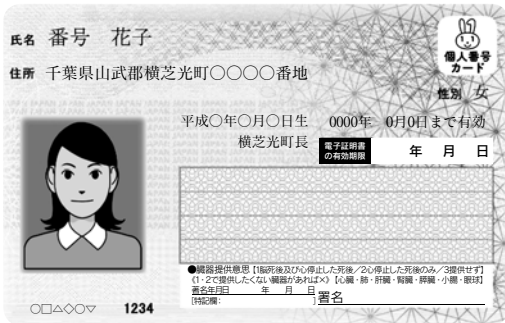 氏名 番号 花子
個人番号
カード
住所 千葉県山武郡横芝光町○○○○番地
性別 女
平成○年○月○日生 0000年 0月0日まで有効
横芝光町長
電子証明書
の有効期限
年 月 日
●臓器提供意思【1脳死後及び心停止した死後/2心停止した死後のみ/3提供せず】
《1・2で提供したくない臓器があれば×》【心臓・肺・肝臓・腎臓・膵臓・小腸・眼球】
署名年月日 年 月 日
[特記欄: ] 署名
○□△◇○▽ 1234